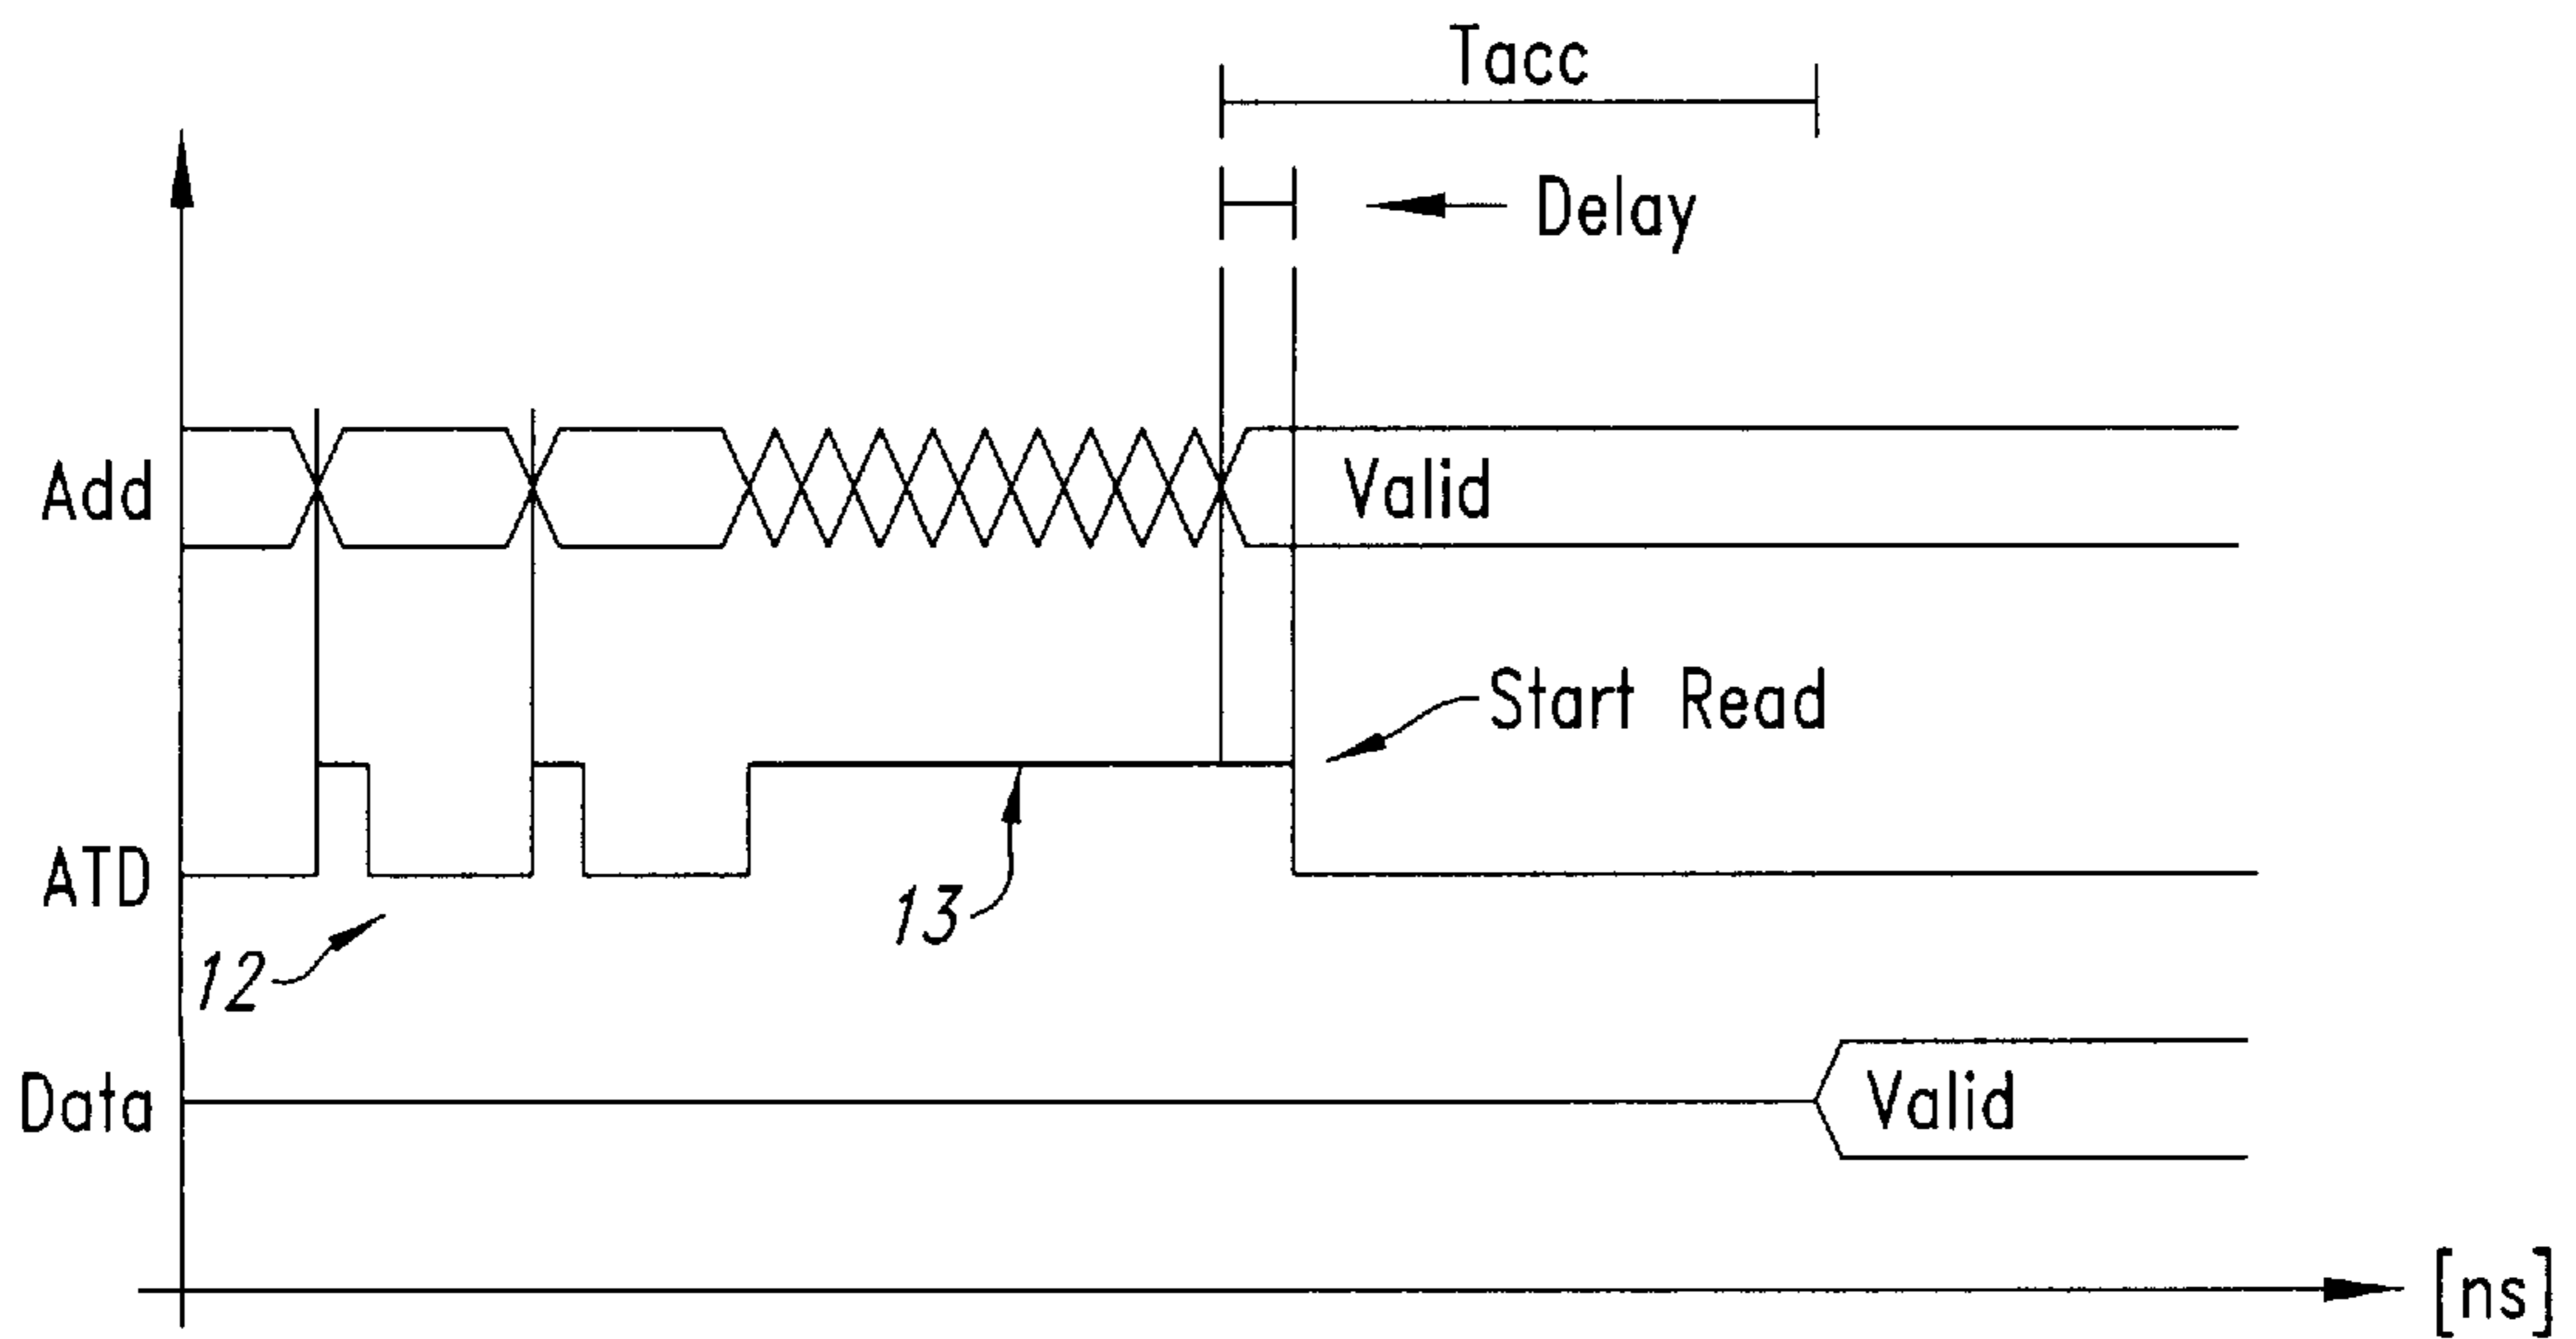 Tacc
Delay
Add
Valid
Start Read
ATD
13
12
Data
Valid
[ns]